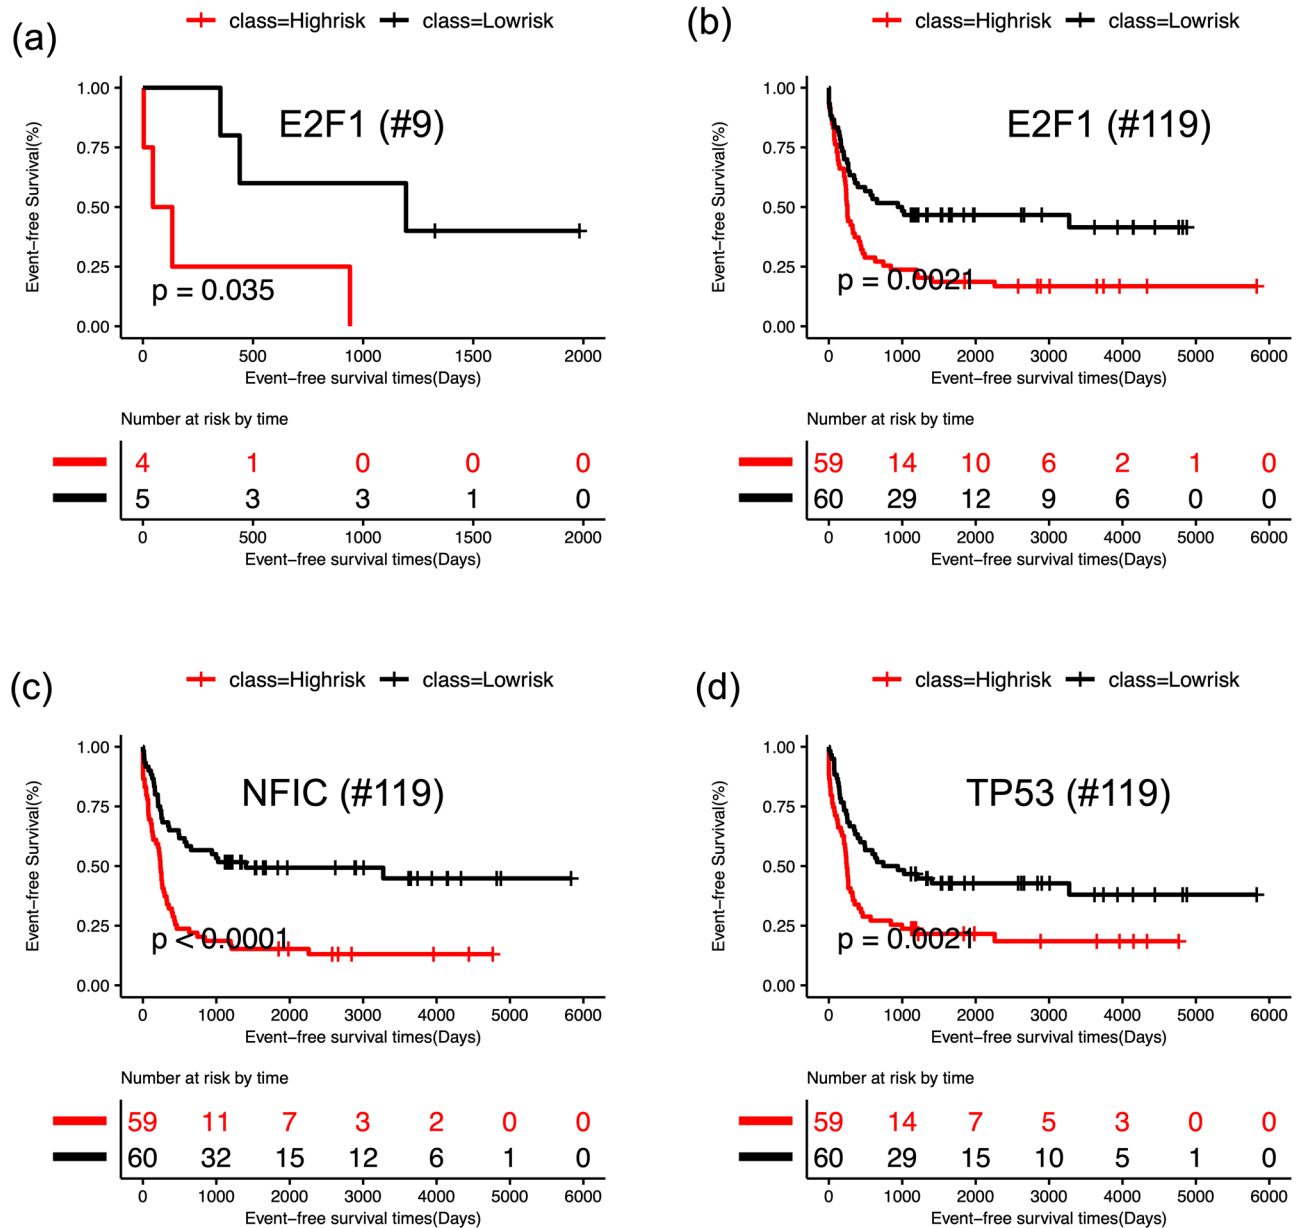 (a)
class=Highrisk class=Lowrisk
Event−free Survival(%)
1.00
0.75
0.50
0.25
0.00
E2F1 (#9)
p = 0.035
0 500 1000 1500 2000
Event−free survival times(Days)
Number at risk by time
4 1 0 0 0
5 3 3 1 0
0 500 1000 1500 2000
Event−free survival times(Days)
(b)
class=Highrisk class=Lowrisk
Event−free Survival(%)
1.00
0.75
0.50
0.25
0.00
E2F1 (#119)
p = 0.0021
0 1000 2000 3000 4000 5000 6000
Event−free survival times(Days)
Number at risk by time
59 14 10 6 2 1 0
60 29 12 9 6 0 0
0 1000 2000 3000 4000 5000 6000
Event−free survival times(Days)
(c)
class=Highrisk class=Lowrisk
Event−free Survival(%)
1.00
0.75
0.50
0.25
0.00
NFIC (#119)
p < 0.0001
0 1000 2000 3000 4000 5000 6000
Event−free survival times(Days)
Number at risk by time
59 11 7 3 2 0 0
60 32 15 12 6 1 0
0 1000 2000 3000 4000 5000 6000
Event−free survival times(Days)
(d)
class=Highrisk class=Lowrisk
Event−free Survival(%)
1.00
0.75
0.50
0.25
0.00
TP53 (#119)
p = 0.0021
0 1000 2000 3000 4000 5000 6000
Event−free survival times(Days)
Number at risk by time
59 14 7 5 3 0 0
60 29 15 10 5 1 0
0 1000 2000 3000 4000 5000 6000
Event−free survival times(Days)